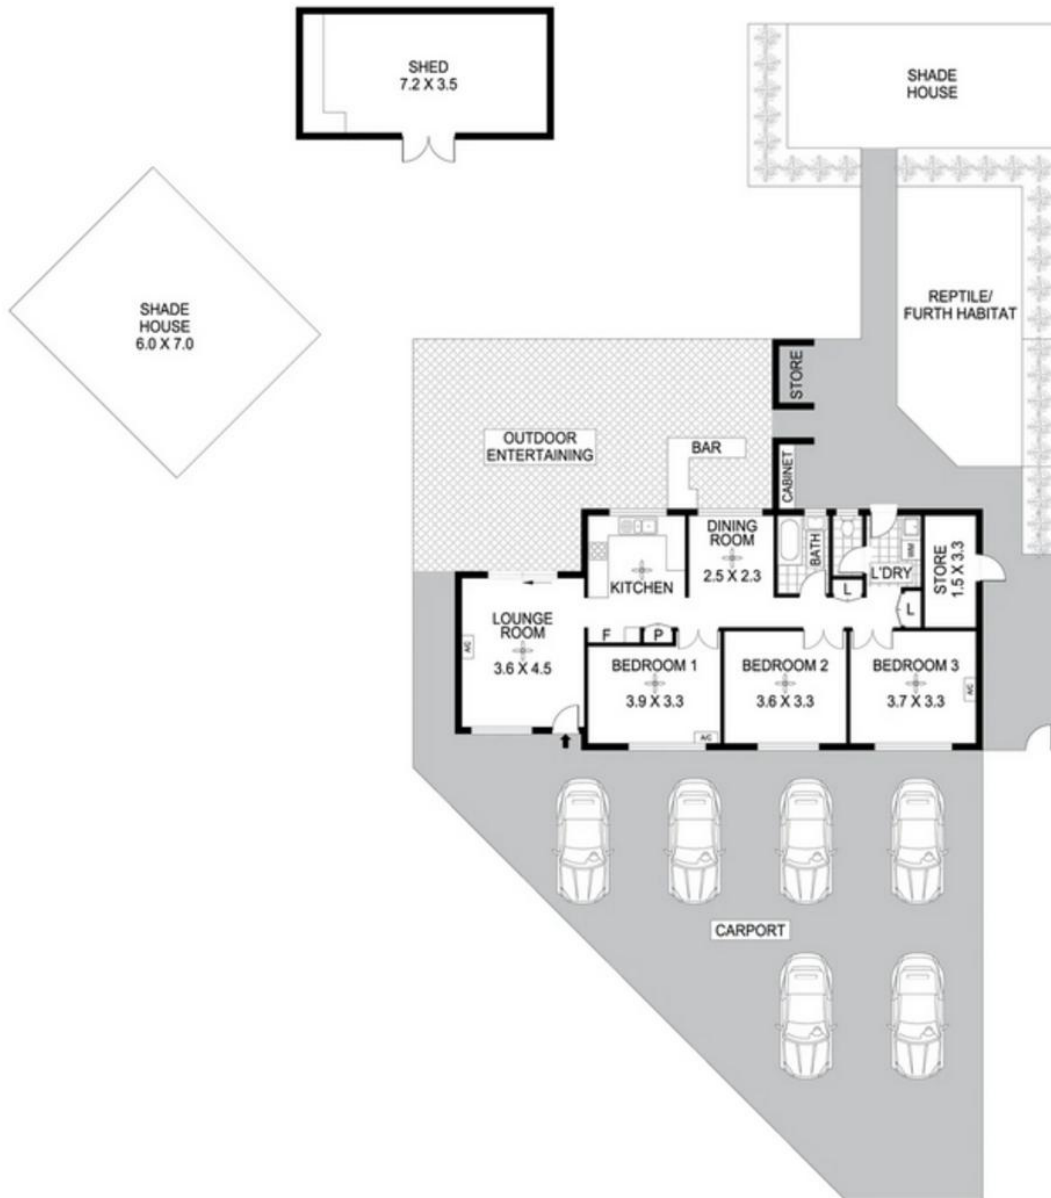 SHED
7.2 X 3.5
SHADE
HOUSE
SHADE
HOUSE
6.0 X 7.0
REPTILE/
FURTH HABITAT
STORE
OUTDOOR
ENTERTAINING
BAR
CABINET
DINING
ROOM
2.5 X 2.3
BATH
WM
L'DRY
STORE
1.5 X 3.3
KITCHEN
L
L
LOUNGE
ROOM
3.6 X 4.5
A/C
F
P
BEDROOM 1
3.9 X 3.3
A/C
BEDROOM 2
3.6 X 3.3
BEDROOM 3
3.7 X 3.3
A/C
CARPORT